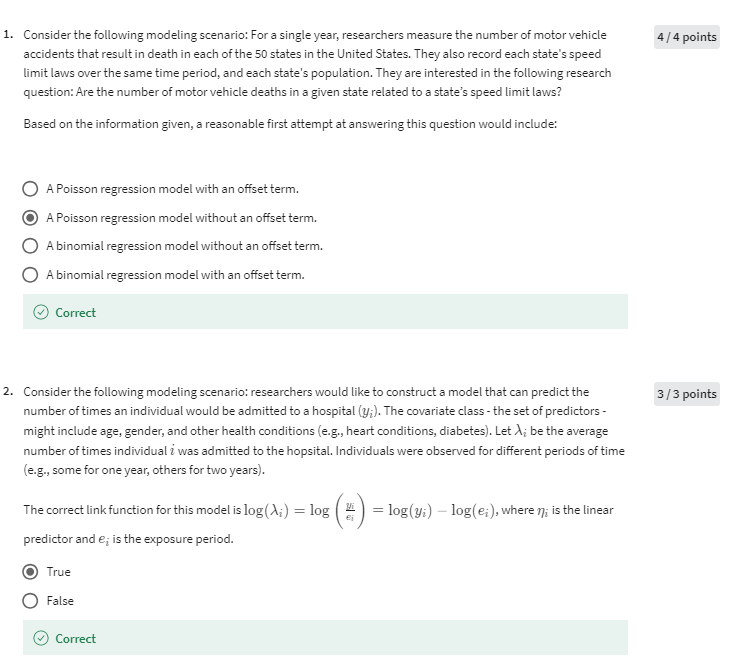 1. Consider the following modeling scenario: For a single year, researchers measure the number of motor vehicle
4 / 4 points
accidents that result in death in each of the 50 states in the United States. They also record each state's speed
limit laws over the same time period, and each state's population. They are interested in the following research
question: Are the number of motor vehicle deaths in a given state related to a state's speed limit laws?
Based on the information given, a reasonable first attempt at answering this question would include:
A Poisson regression model with an offset term.
A Poisson regression model without an offset term.
A binomial regression model without an offset term.
A binomial regression model with an offset term.
Correct
2. Consider the following modeling scenario: researchers would like to construct a model that can predict the
3 / 3 points
number of times an individual would be admitted to a hospital (y_i). The covariate class - the set of predictors -
might include age, gender, and other health conditions (e.g., heart conditions, diabetes). Let λ_i be the average
number of times individual i was admitted to the hopsital. Individuals were observed for different periods of time
(e.g., some for one year, others for two years).
The correct link function for this model is log(λ_i) = log (y_i/e_i) = log(y_i) − log(e_i), where η_i is the linear
predictor and e_i is the exposure period.
True
False
Correct